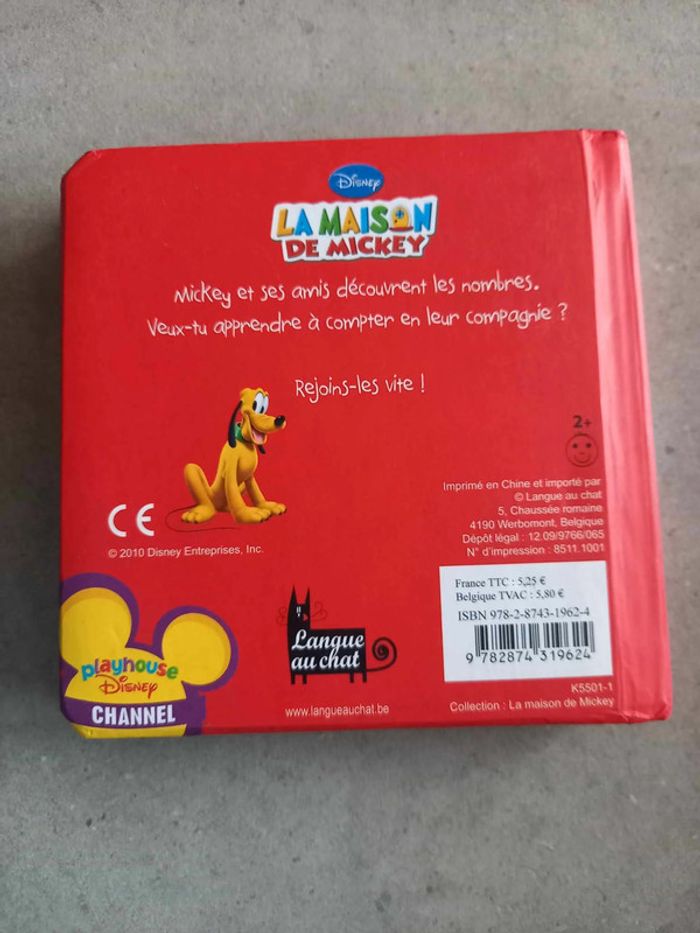 Disney
LA MAISON
DE MICKEY
Mickey et ses amis découvrent les nombres.
Veux-tu apprendre à compter en leur compagnie ?
Rejoins-les vite !
2+
Imprimé en Chine et importé par
© Langue au chat
5, Chaussée romaine
4190 Werbomont, Belgique
Dépôt légal : 12.09/9766/065
N° d'impression : 8511.1001
CE
© 2010 Disney Entreprises, Inc.
France TTC : 5,25 €
Belgique TVAC : 5,80 €
ISBN 978-2-8743-1962-4
9 782874 319624
playhouse
Disney
CHANNEL
Langue
au chat
www.langueauchat.be
K5501-1
Collection : La maison de Mickey